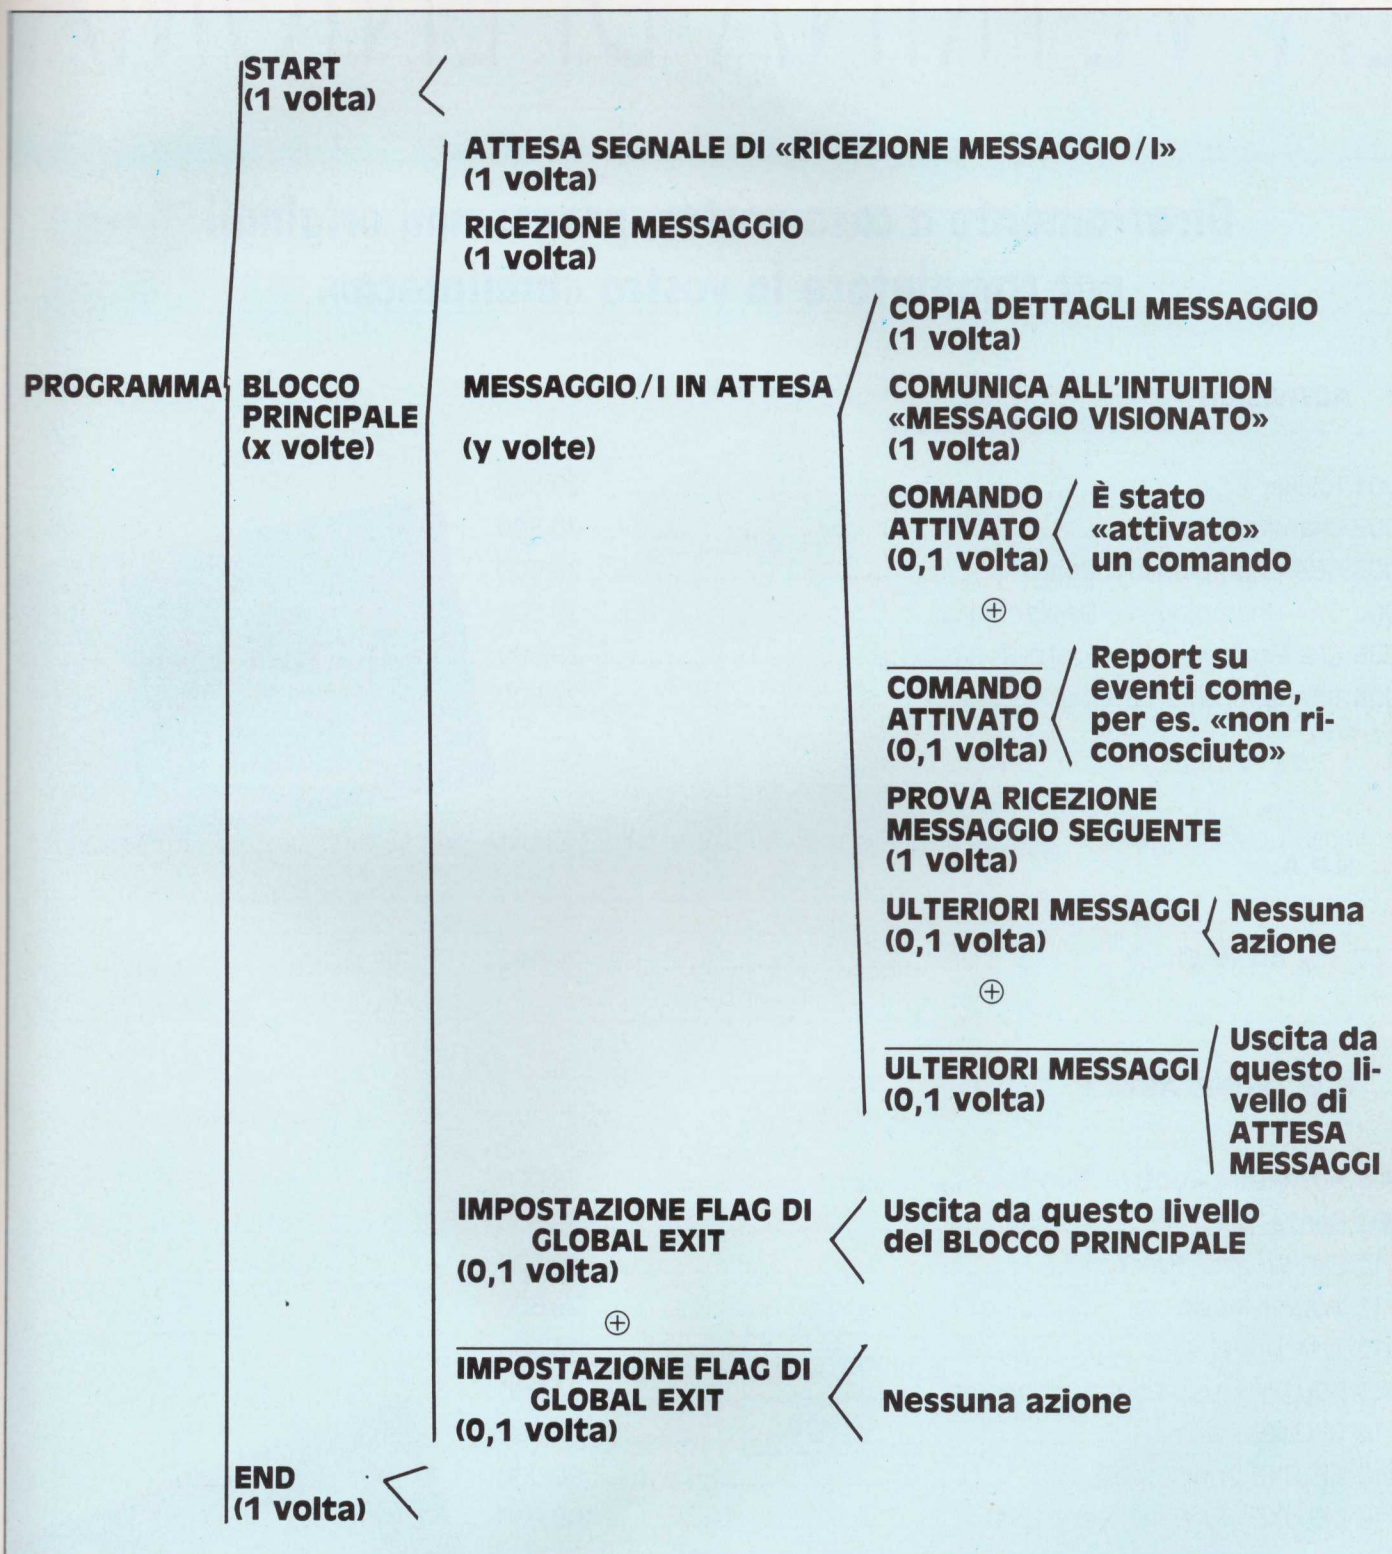 START
(1 volta)
ATTESA SEGNALE DI «RICEZIONE MESSAGGIO/I»
(1 volta)
RICEZIONE MESSAGGIO
(1 volta)
COPIA DETTAGLI MESSAGGIO
(1 volta)
PROGRAMMA
BLOCCO
PRINCIPALE
(x volte)
MESSAGGIO/I IN ATTESA
(y volte)
COMUNICA ALL'INTUITION
«MESSAGGIO VISIONATO»
(1 volta)
COMANDO
ATTIVATO
(0,1 volta)
È stato
«attivato»
un comando
⊕
COMANDO
ATTIVATO
(0,1 volta)
Report su
eventi come,
per es. «non ri-
conosciuto»
PROVA RICEZIONE
MESSAGGIO SEGUENTE
(1 volta)
ULTERIORI MESSAGGI
(0,1 volta)
Nessuna
azione
⊕
ULTERIORI MESSAGGI
(0,1 volta)
Uscita da
questo li-
vello di
ATTESA
MESSAGGI
IMPOSTAZIONE FLAG DI
GLOBAL EXIT
(0,1 volta)
Uscita da questo livello
del BLOCCO PRINCIPALE
⊕
IMPOSTAZIONE FLAG DI
GLOBAL EXIT
(0,1 volta)
Nessuna azione
END
(1 volta)